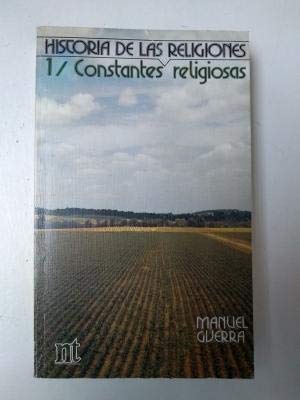 HISTORIA DE LAS RELIGIONES
1/ Constantes religiosas
MANUEL
GUERRA
nt